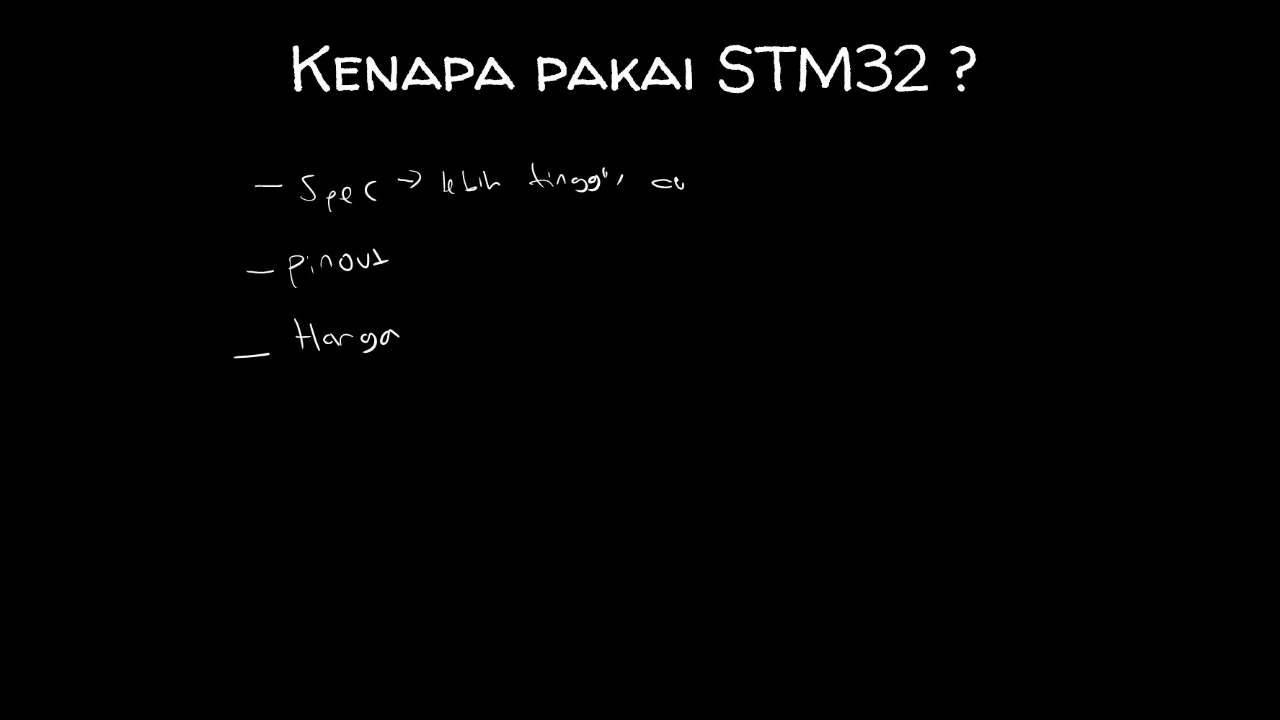 KENAPA PAKAI STM32 ?
- Spec → lebih tinggi,
- Pinout
- Harga